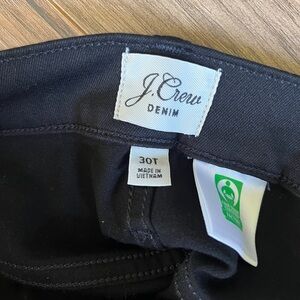 J.Crew
DENIM
30T
MADE IN
VIETNAM